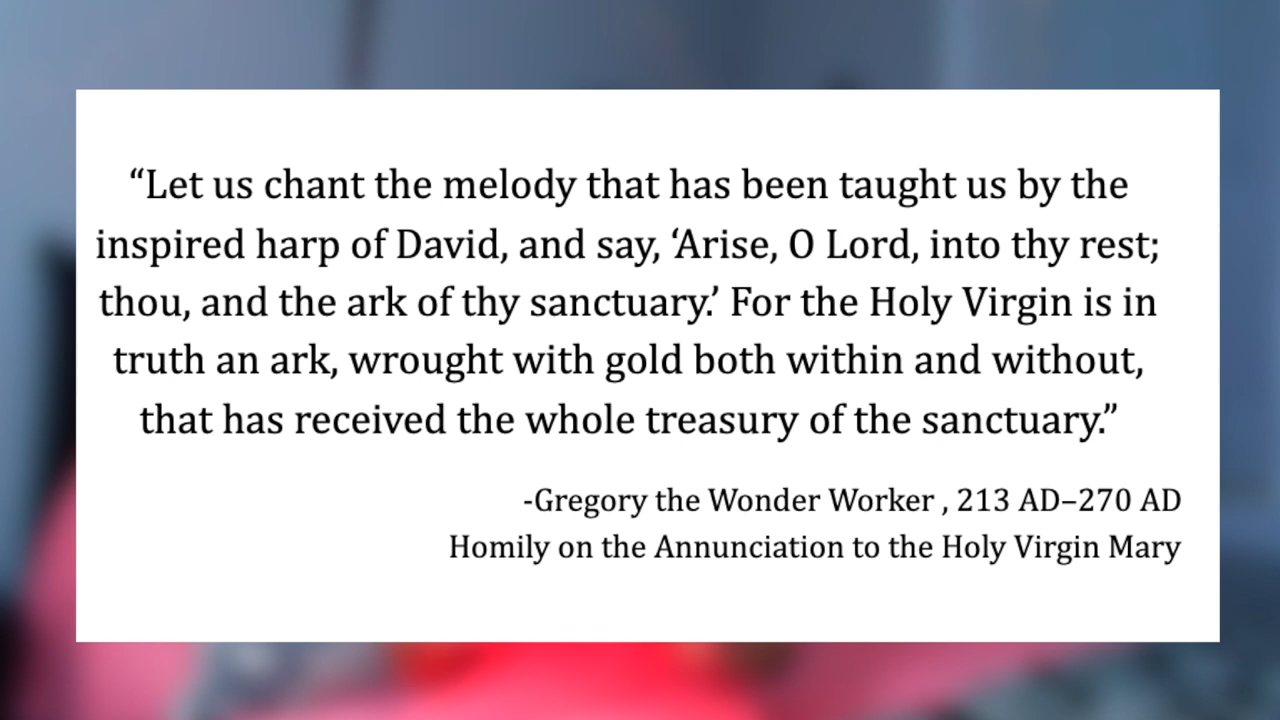 “Let us chant the melody that has been taught us by the
inspired harp of David, and say, ‘Arise, O Lord, into thy rest;
thou, and the ark of thy sanctuary.’ For the Holy Virgin is in
truth an ark, wrought with gold both within and without,
that has received the whole treasury of the sanctuary.”
-Gregory the Wonder Worker , 213 AD–270 AD
Homily on the Annunciation to the Holy Virgin Mary